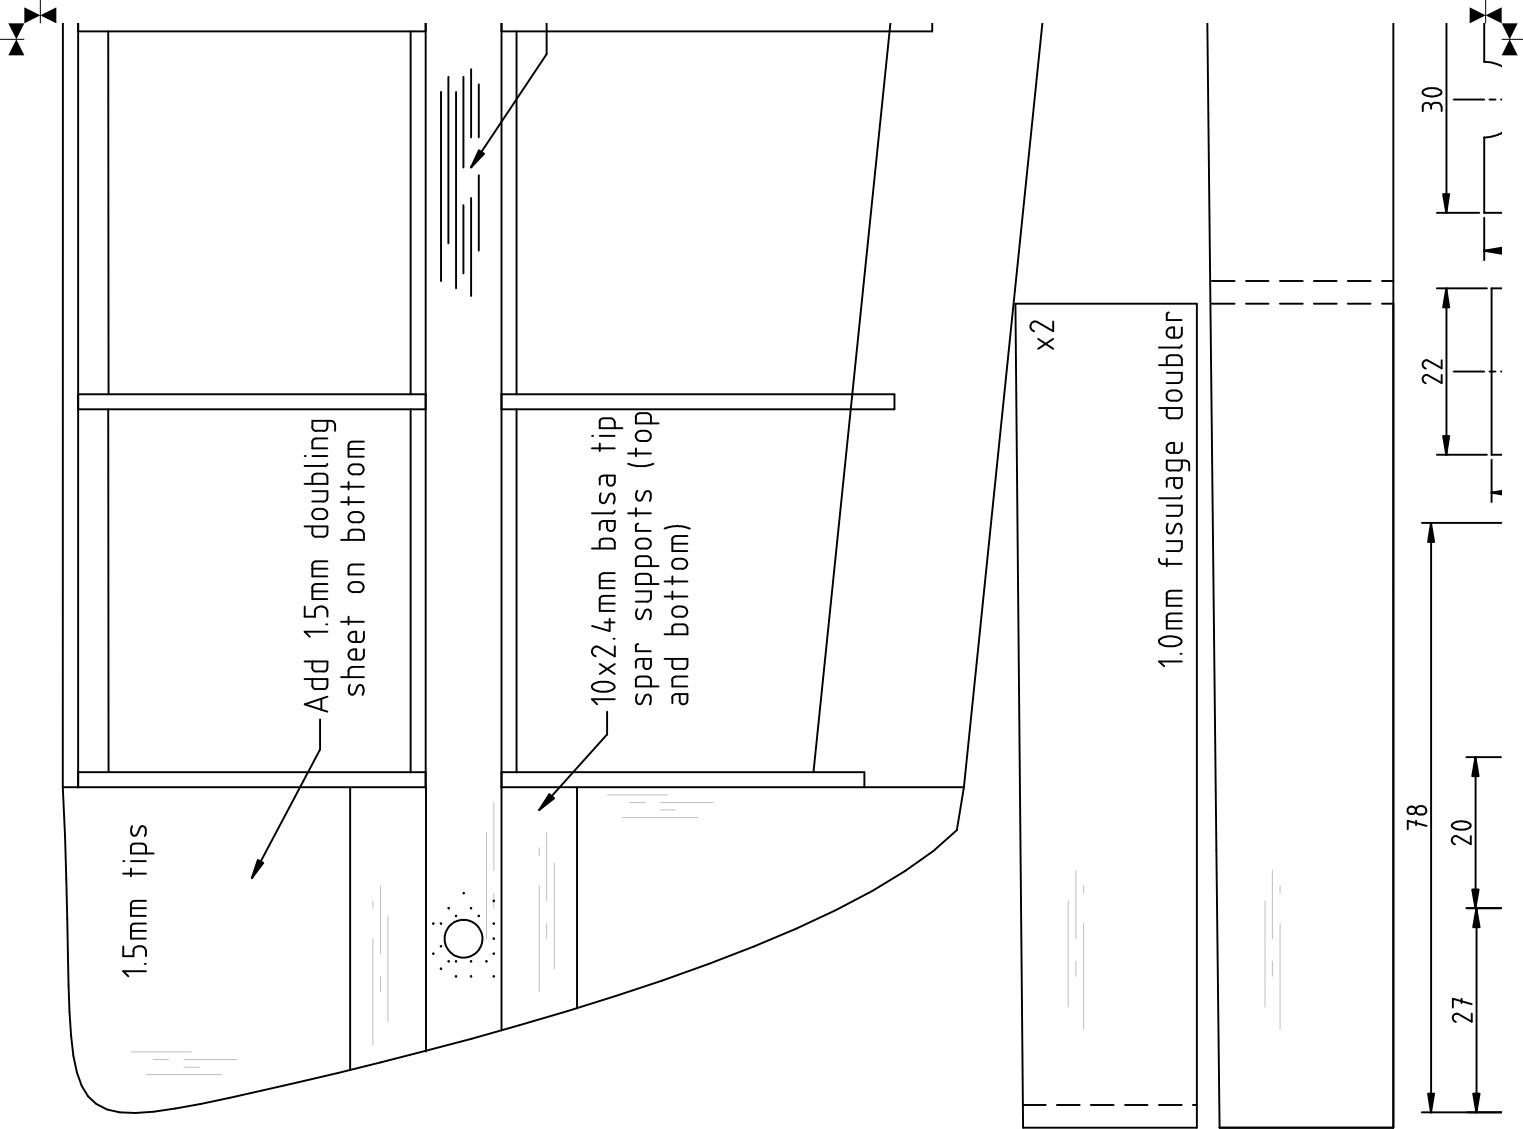 Add 1.5mm doubling
sheet on bottom
10x2.4mm balsa tip
spar supports (top
and bottom)
1.5mm tips
x2
1.0mm fusulage doubler
30
22
78
20
27